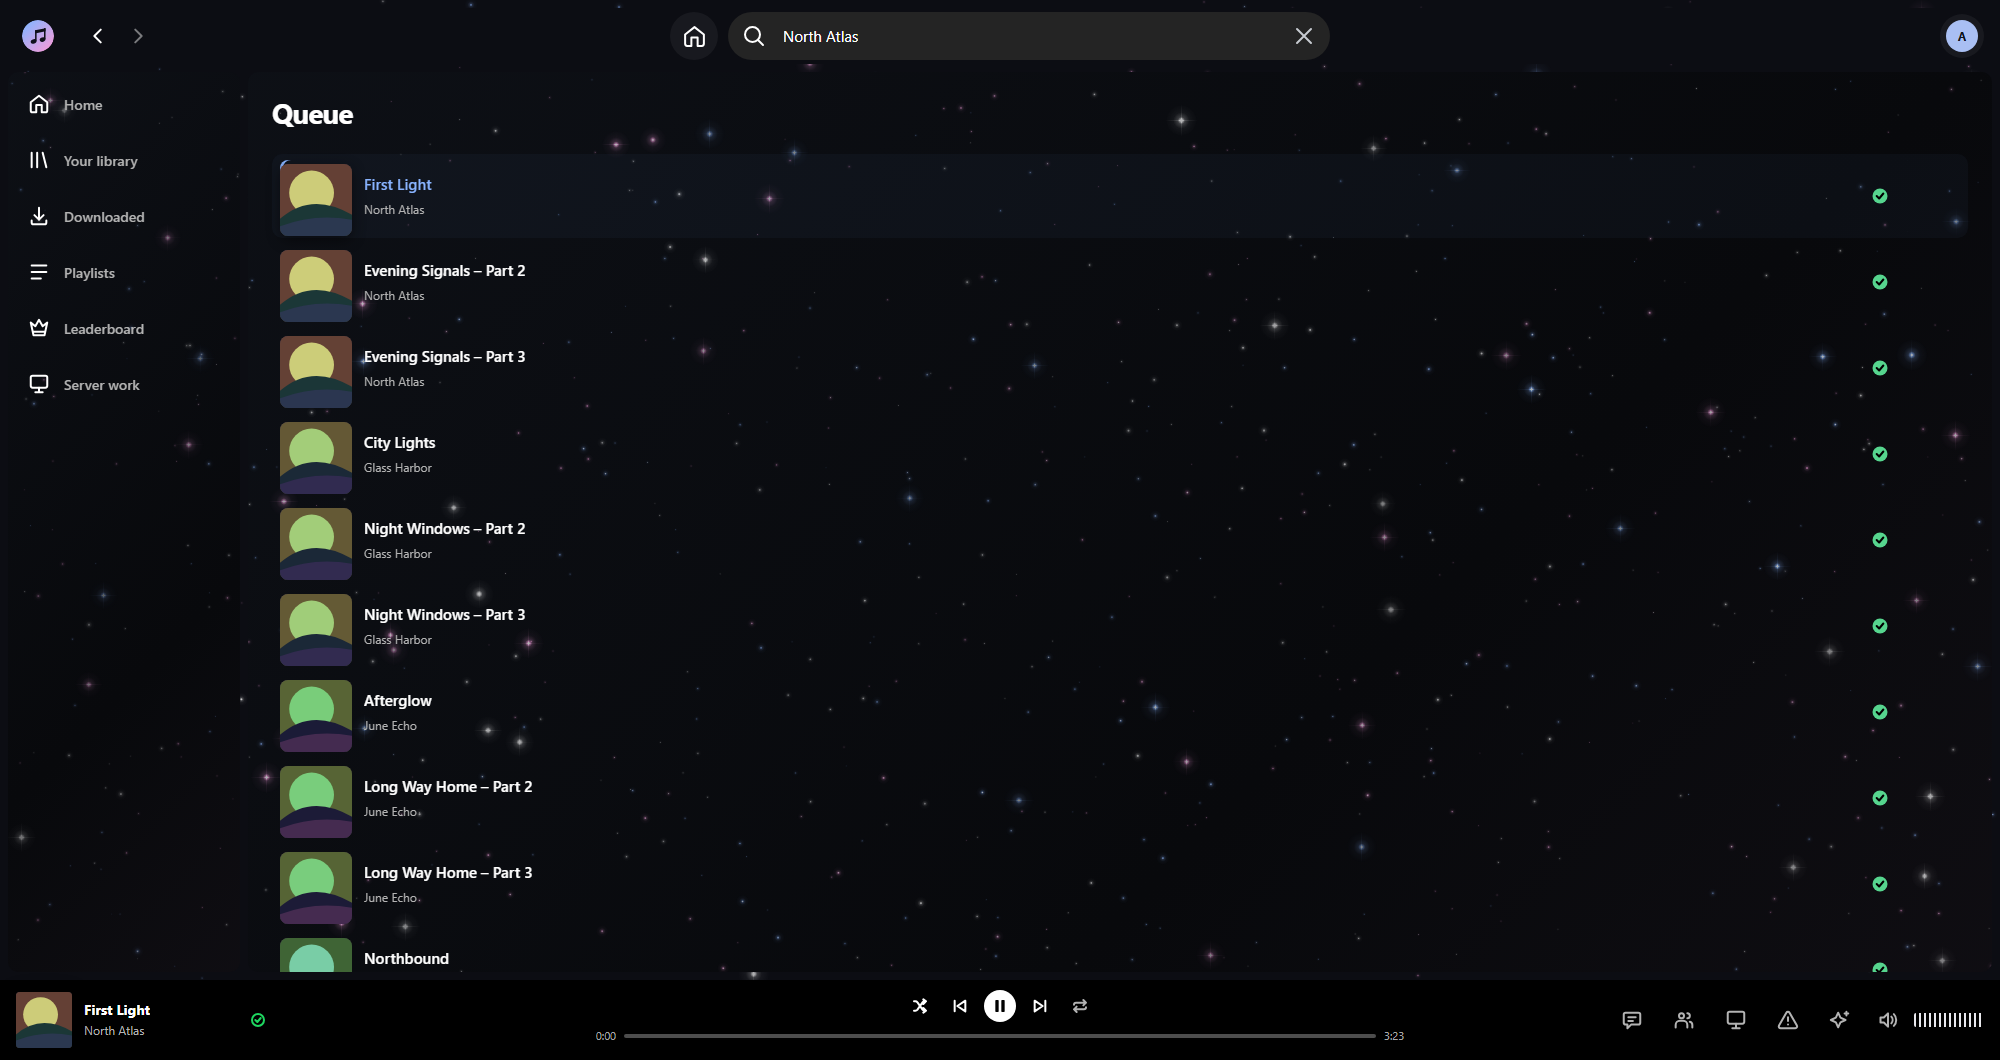 North Atlas
A
Home
Your library
Downloaded
Playlists
Leaderboard
Server work
Queue
First Light
North Atlas
Evening Signals – Part 2
North Atlas
Evening Signals – Part 3
North Atlas
City Lights
Glass Harbor
Night Windows – Part 2
Glass Harbor
Night Windows – Part 3
Glass Harbor
Afterglow
June Echo
Long Way Home – Part 2
June Echo
Long Way Home – Part 3
June Echo
Northbound
First Light
North Atlas
0:00
3:23